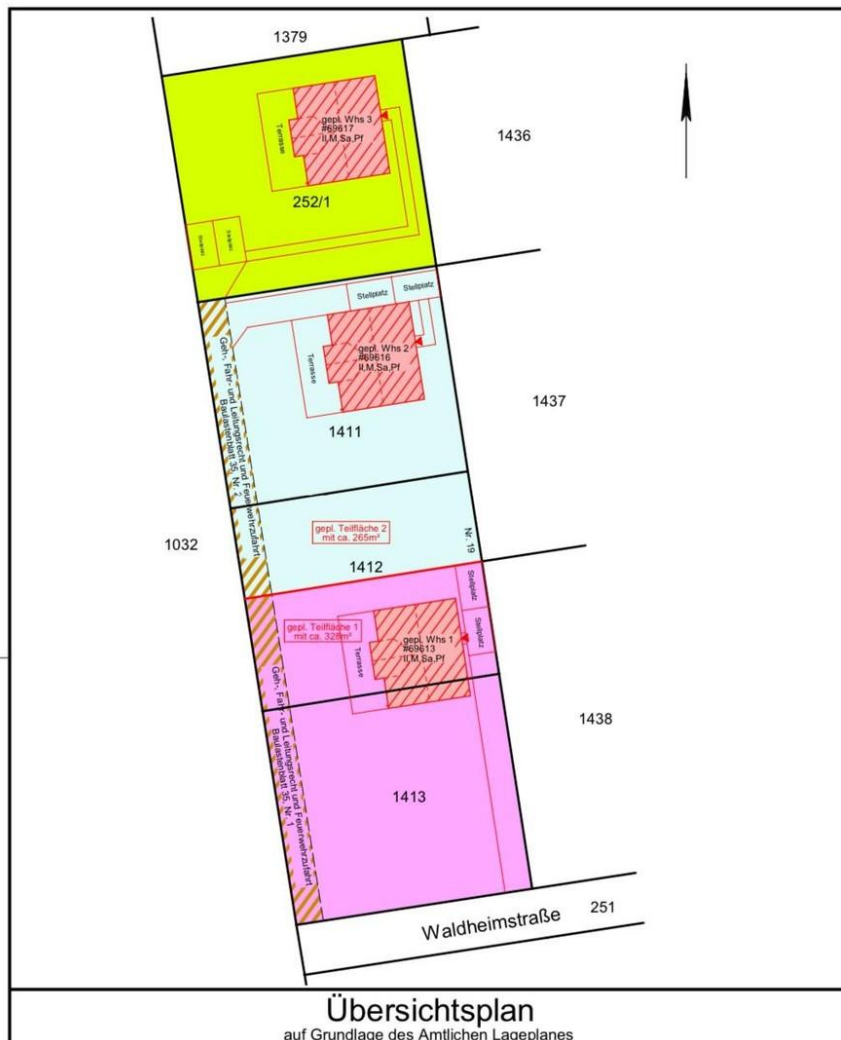 1379
gepl. Whs 3
#69617
II,M,Sa,Pf
Terrasse
1436
252/1
Stellplatz
Stellplatz
Stellplatz
Stellplatz
gepl. Whs 2
#69616
II,M,Sa,Pf
Terrasse
1437
1411
Geh-, Fahr- und Leitungsrecht und Feuerwehrzufahrt
Baulastenblatt 35, Nr. 2
1032
gepl. Teilfläche 2
mit ca. 265m²
Nr. 19
1412
Stellplatz
Stellplatz
gepl. Teilfläche 1
mit ca. 328m²
gepl. Whs 1
#69613
II,M,Sa,Pf
Terrasse
1438
Geh-, Fahr- und Leitungsrecht und Feuerwehrzufahrt
Baulastenblatt 35, Nr. 1
1413
Waldheimstraße 251
Übersichtsplan
auf Grundlage des Amtlichen Lageplanes